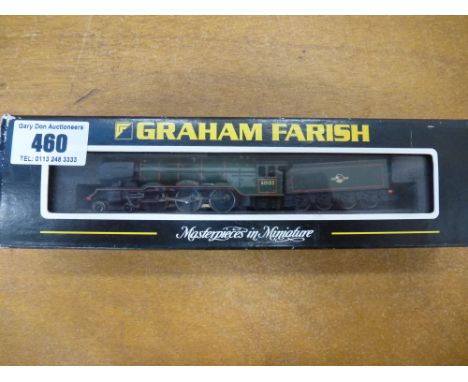 Gary Don Auctioneers
460
TEL: 0113 248 3333
GRAHAM FARISH
Masterpieces in Miniature